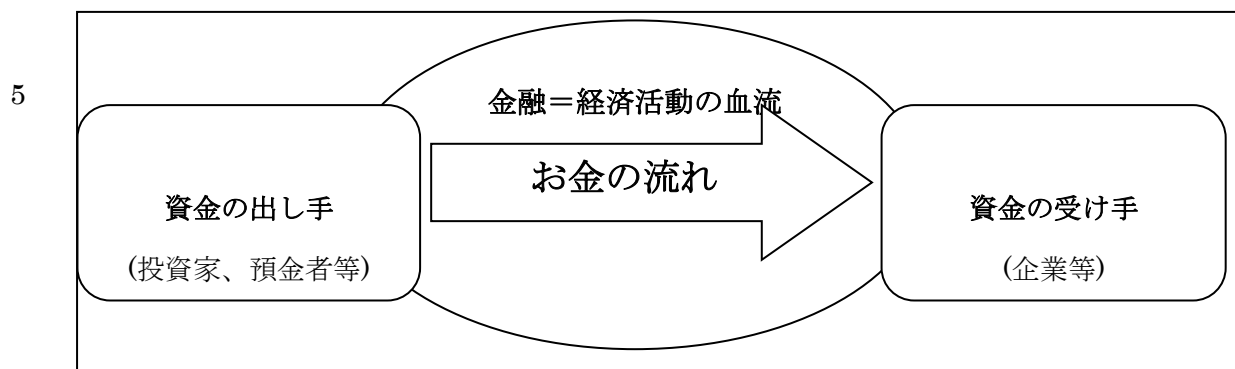 5
金融＝経済活動の血流
お金の流れ
資金の出し手
(投資家、預金者等)
資金の受け手
(企業等)